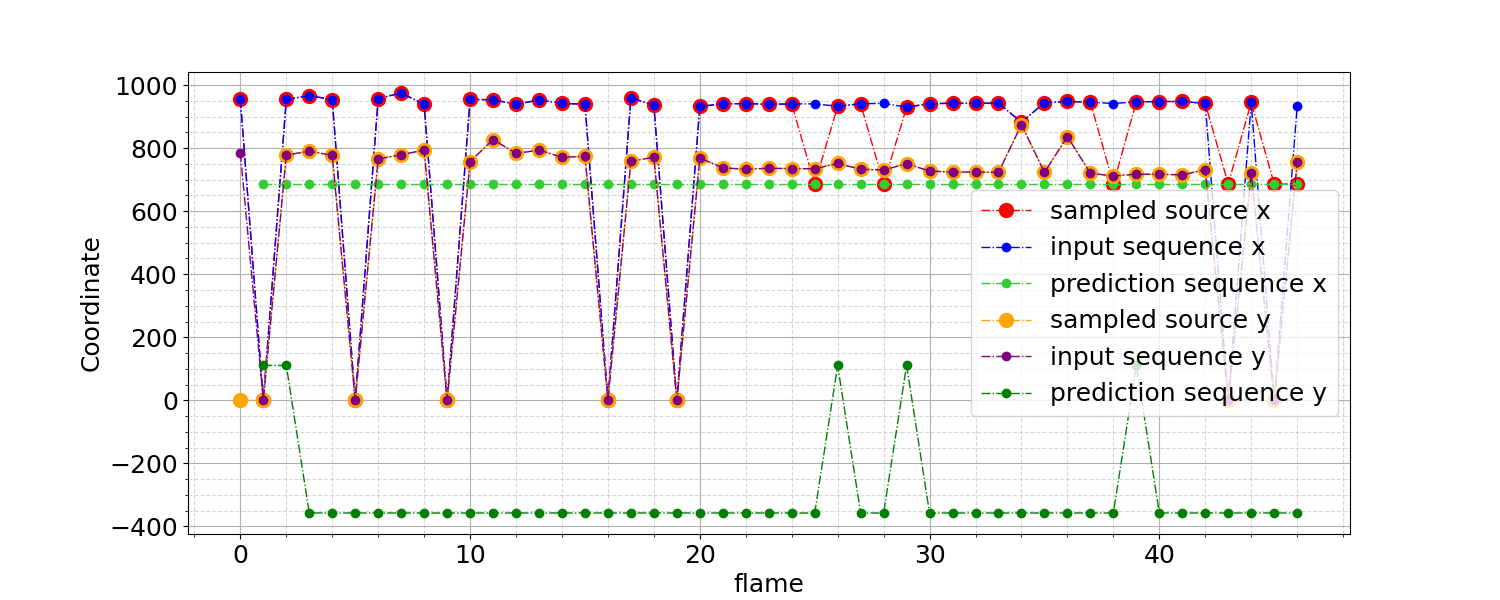 1000
800
600
400
200
0
−200
−400
Coordinate
0 10 20 30 40
flame
sampled source x
input sequence x
prediction sequence x
sampled source y
input sequence y
prediction sequence y